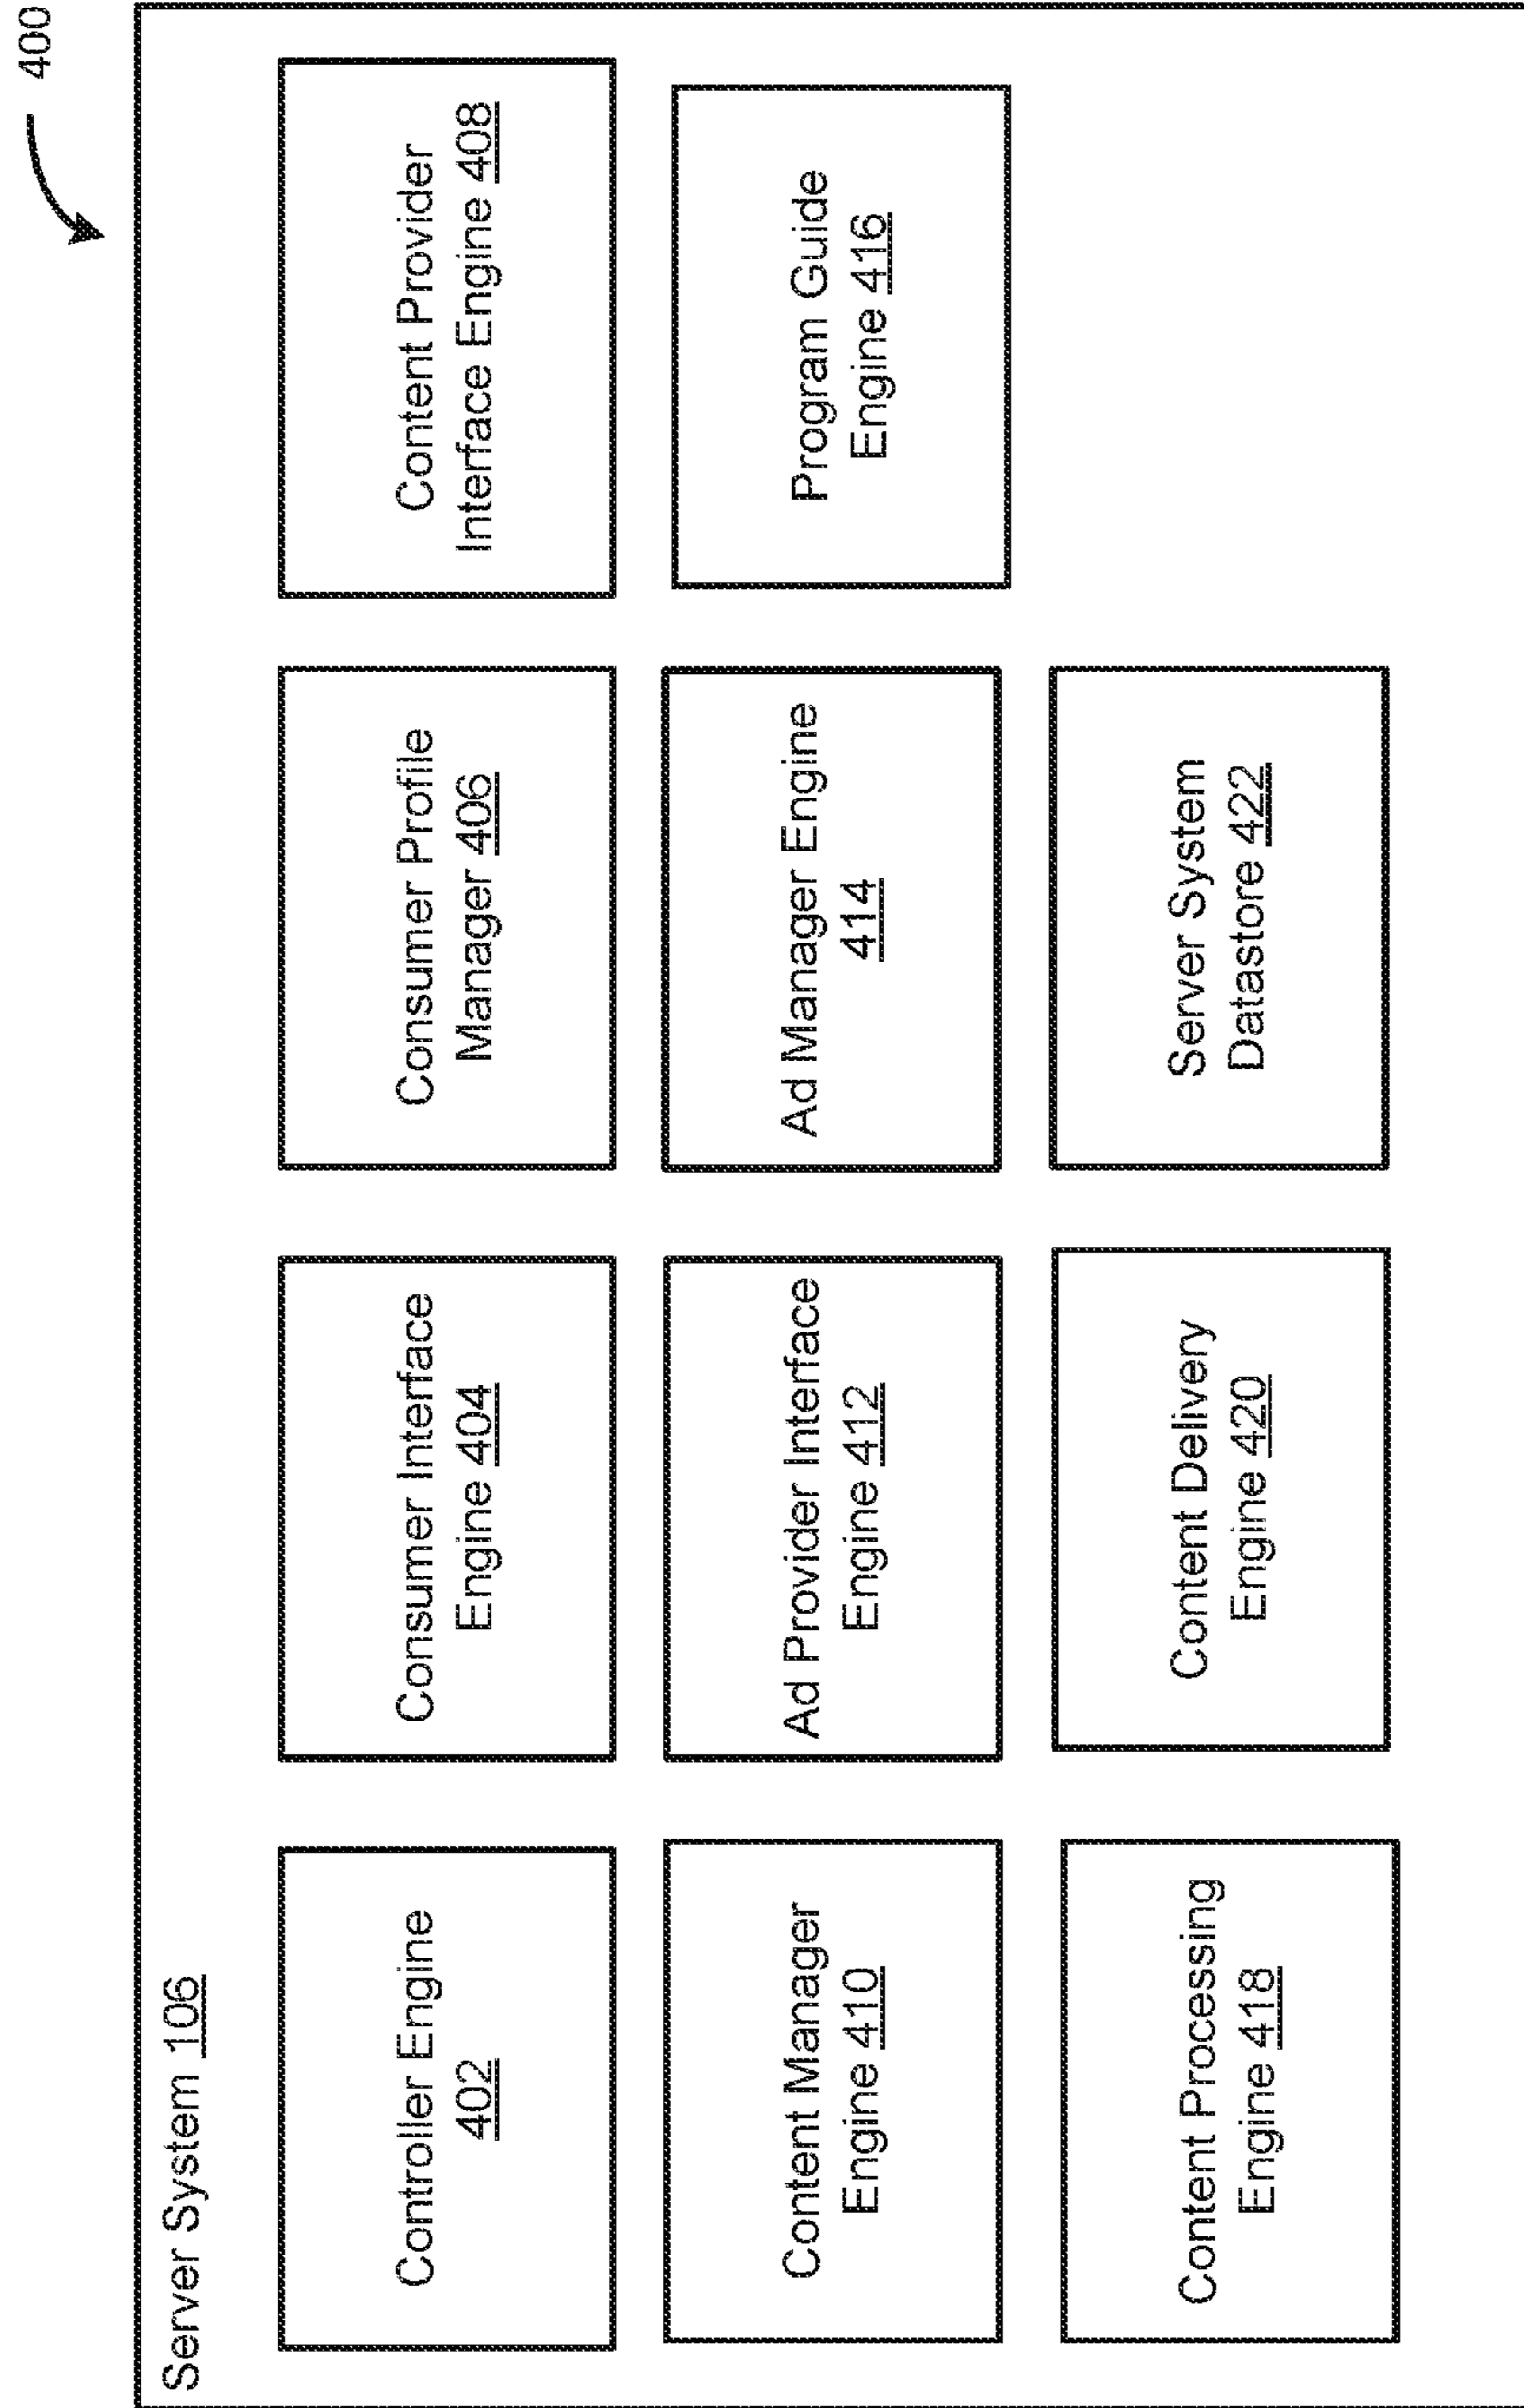 400
Server System 106
Controller Engine
402
Consumer Interface
Engine 404
Consumer Profile
Manager 406
Content Provider
Interface Engine 408
Content Manager
Engine 410
Ad Provider Interface
Engine 412
Ad Manager Engine
414
Program Guide
Engine 416
Content Processing
Engine 418
Content Delivery
Engine 420
Server System
Datastore 422